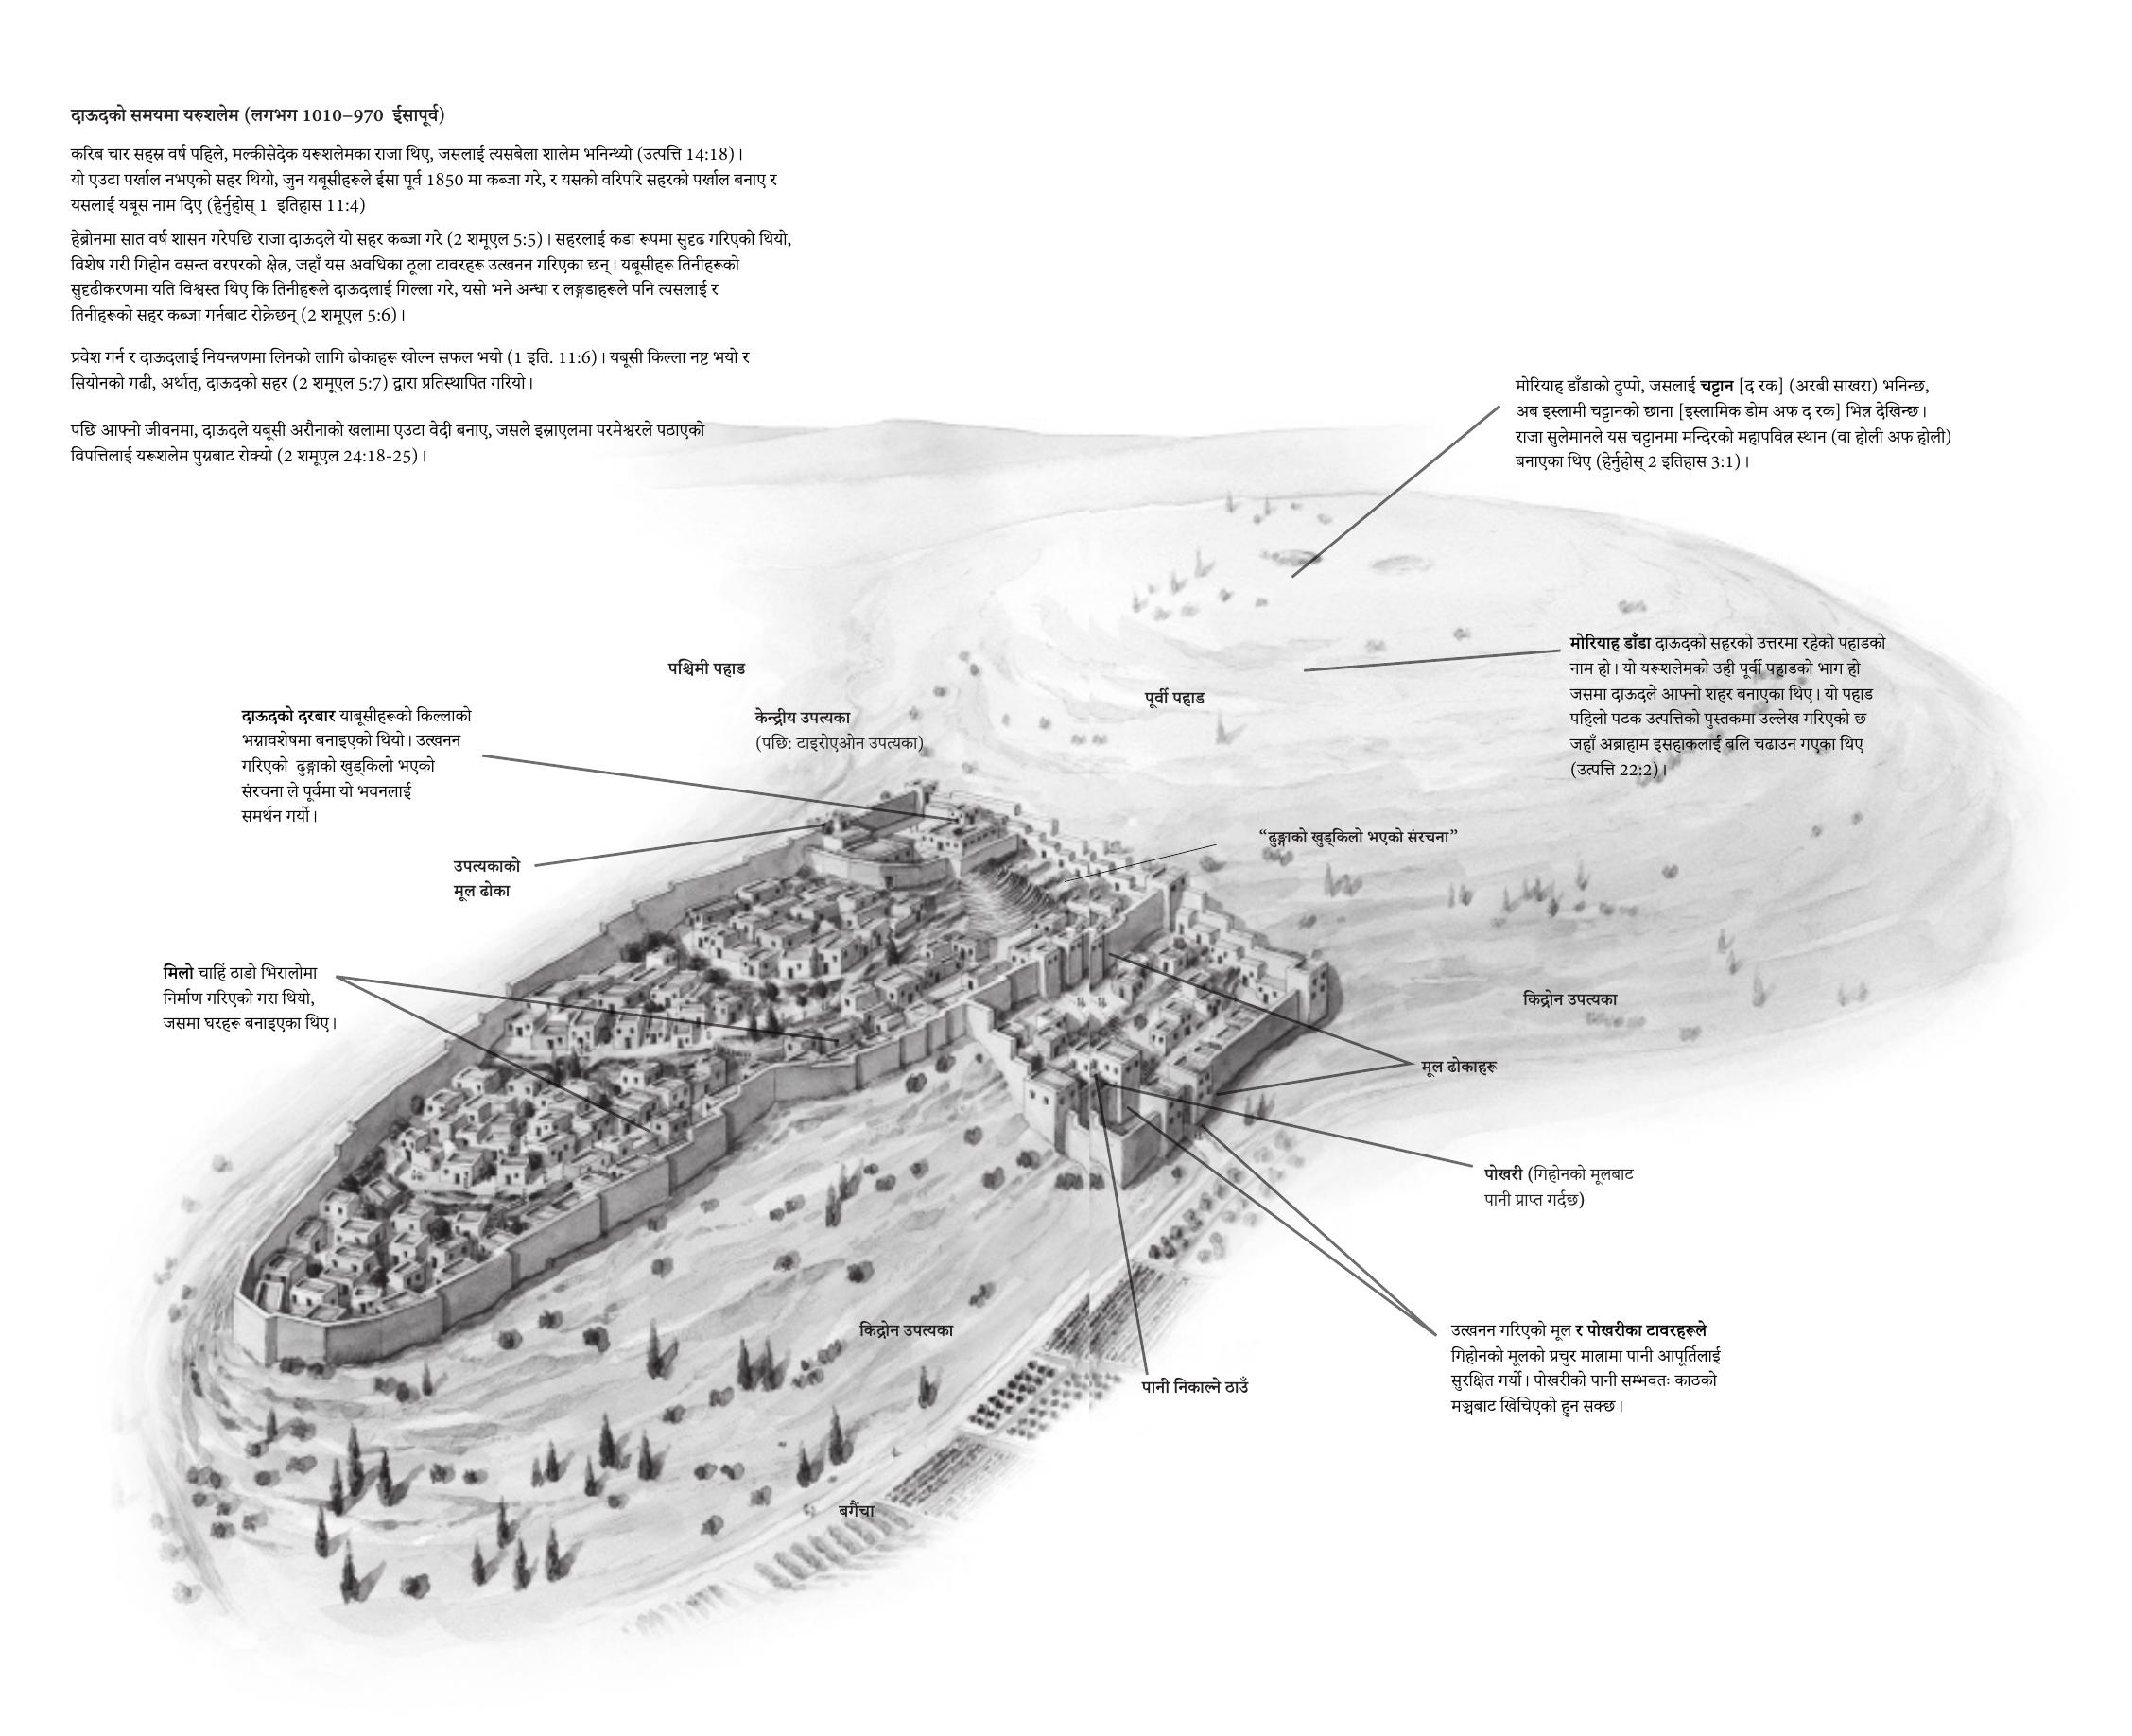 दाऊदको समयमा यरुशलेम (लगभग 1010–970 ईसापूर्व)
करिब चार सहस्र वर्ष पहिले, मल्कीसेदेक यरूशलेमका राजा थिए, जसलाई त्यसबेला शालेम भनिन्थ्यो (उत्पत्ति 14:18)।
यो एउटा पर्खाल नभएको सहर थियो, जुन यबूसीहरूले ईसा पूर्व 1850 मा कब्जा गरे, र यसको वरिपरि सहरको पर्खाल बनाए र
यसलाई यबूस नाम दिए (हेर्नुहोस् 1 इतिहास 11:4)
हेब्रोनमा सात वर्ष शासन गरेपछि राजा दाऊदले यो सहर कब्जा गरे (2 शमूएल 5:5)। सहरलाई कडा रूपमा सुदृढ गरिएको थियो,
विशेष गरी गिहोन वसन्त वरपरको क्षेत्र, जहाँ यस अवधिका ठूला टावरहरू उत्खनन गरिएका छन्। यबूसीहरू तिनीहरूको
सुदृढीकरणमा यति विश्वस्त थिए कि तिनीहरूले दाऊदलाई गिल्ला गरे, यसो भने अन्धा र लङ्गडाहरूले पनि त्यसलाई र
तिनीहरूको सहर कब्जा गर्नबाट रोक्नेछन् (2 शमूएल 5:6)।
प्रवेश गर्न र दाऊदलाई नियन्त्रणमा लिनको लागि ढोकाहरू खोल्न सफल भयो (1 इति. 11:6)। यबूसी किल्ला नष्ट भयो र
सियोनको गढी, अर्थात्, दाऊदको सहर (2 शमूएल 5:7) द्वारा प्रतिस्थापित गरियो।
पछि आफ्नो जीवनमा, दाऊदले यबूसी अरौनाको खलामा एउटा वेदी बनाए, जसले इस्राएलमा परमेश्वरले पठाएको
विपत्तिलाई यरूशलेम पुग्नबाट रोक्यो (2 शमूएल 24:18-25)।
मोरियाह डाँडाको टुप्पो, जसलाई चट्टान [द रक] (अरबी साखरा) भनिन्छ,
अब इस्लामी चट्टानको छाना [इस्लामिक डोम अफ द रक] भित्र देखिन्छ।
राजा सुलेमानले यस चट्टानमा मन्दिरको महापवित्र स्थान (वा होली अफ होली)
बनाएका थिए (हेर्नुहोस् 2 इतिहास 3:1)।
मोरियाह डाँडा दाऊदको सहरको उत्तरमा रहेको पहाडको
नाम हो। यो यरूशलेमको उही पूर्वी पहाडको भाग हो
जसमा दाऊदले आफ्नो शहर बनाएका थिए। यो पहाड
पहिलो पटक उत्पत्तिको पुस्तकमा उल्लेख गरिएको छ
जहाँ अब्राहाम इसहाकलाई बलि चढाउन गएका थिए
(उत्पत्ति 22:2)।
पश्चिमी पहाड
पूर्वी पहाड
केन्द्रीय उपत्यका
(पछि: टाइरोएओन उपत्यका)
दाऊदको दरबार याबूसीहरूको किल्लाको
भग्नावशेषमा बनाइएको थियो। उत्खनन
गरिएको ढुङ्गाको खुड्किलो भएको
संरचना ले पूर्वमा यो भवनलाई
समर्थन गर्यो।
“ढुङ्गाको खुड्किलो भएको संरचना”
उपत्यकाको
मूल ढोका
मिलो चाहिं ठाडो भिरालोमा
निर्माण गरिएको गरा थियो,
जसमा घरहरू बनाइएका थिए।
किद्रोन उपत्यका
मूल ढोकाहरू
पोखरी (गिहोनको मूलबाट
पानी प्राप्त गर्दछ)
किद्रोन उपत्यका
उत्खनन गरिएको मूल र पोखरीका टावरहरूले
गिहोनको मूलको प्रचुर मात्रामा पानी आपूर्तिलाई
सुरक्षित गर्यो। पोखरीको पानी सम्भवतः काठको
मञ्चबाट खिचिएको हुन सक्छ।
पानी निकाल्ने ठाउँ
बगैंचा